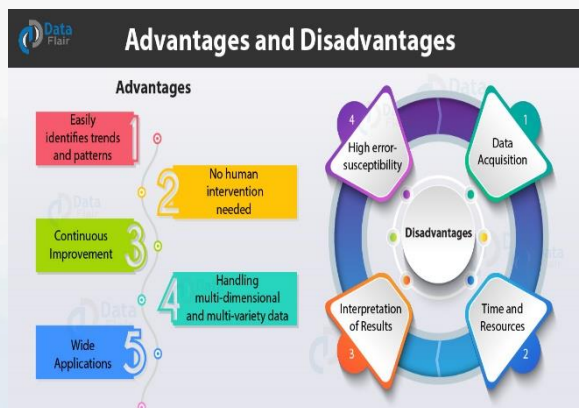 Data
Flair
Advantages and Disadvantages
Advantages
1
Easily
identifies trends
and patterns
2
No human
intervention
needed
3
Continuous
Improvement
4
Handling
multi-dimensional
and multi-variety data
5
Wide
Applications
Disadvantages
1
Data
Acquisition
2
Time and
Resources
3
Interpretation
of Results
4
High error-
susceptibility